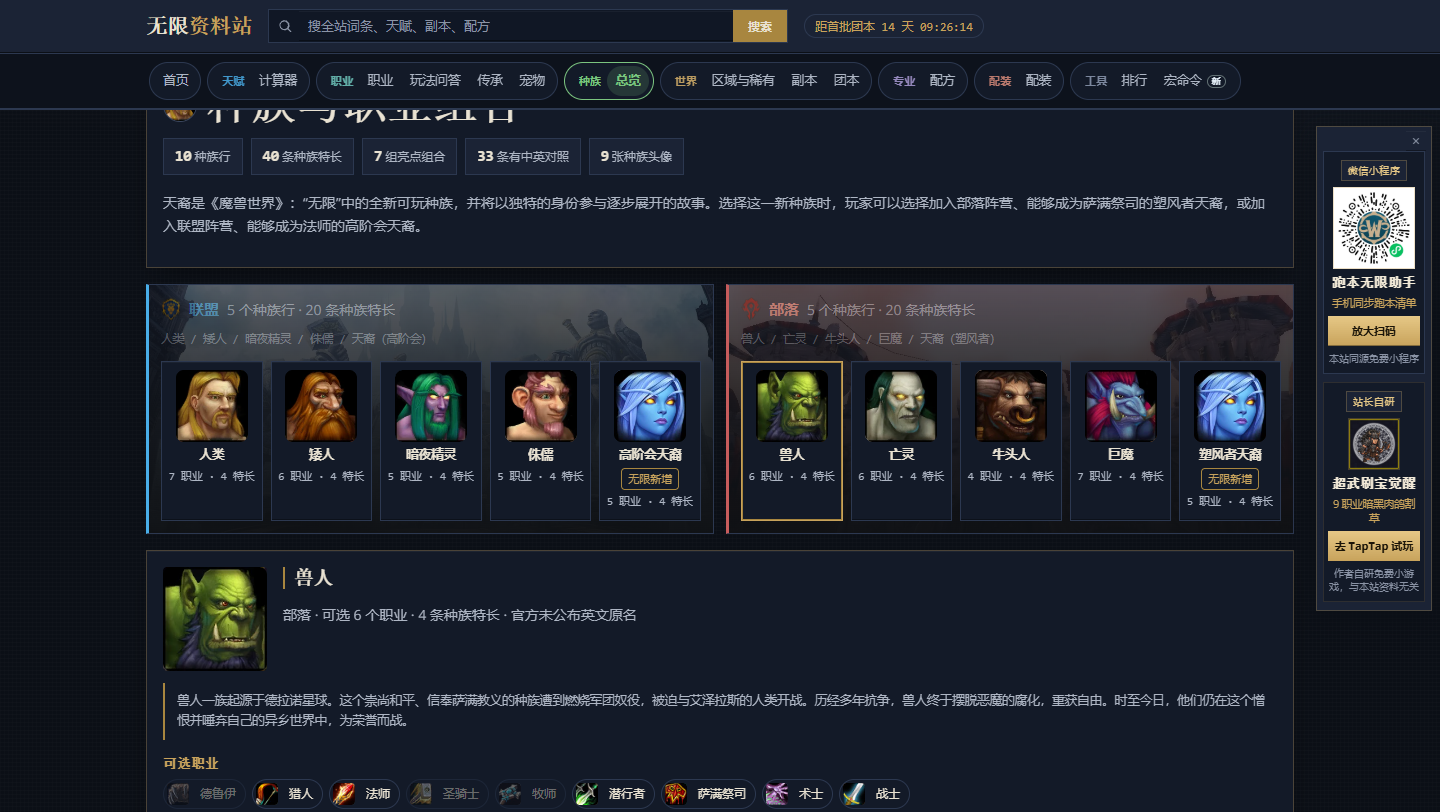 无限资料站
搜全站词条、天赋、副本、配方
搜索
距首批团本 14 天 09:26:14
首页
天赋 计算器
职业 职业 玩法问答 传承 宠物
种族 总览
世界 区域与稀有 副本 团本
专业 配方
配装 配装
工具 排行 宏命令 新
种族与职业组合
10 种族行
40 条种族特长
7 组亮点组合
33 条有中英对照
9 张种族头像
天裔是《魔兽世界》：“无限”中的全新可玩种族，并将以独特的身份参与逐步展开的故事。选择这一新种族时，玩家可以选择加入部落阵营、能够成为萨满祭司的塑风者天裔，或加
入联盟阵营、能够成为法师的高阶会天裔。
联盟 5 个种族行 · 20 条种族特长
人类 / 矮人 / 暗夜精灵 / 侏儒 / 天裔（高阶会）
人类
7 职业 · 4 特长
矮人
6 职业 · 4 特长
暗夜精灵
5 职业 · 4 特长
侏儒
5 职业 · 4 特长
高阶会天裔
无限新增
5 职业 · 4 特长
部落 5 个种族行 · 20 条种族特长
兽人 / 亡灵 / 牛头人 / 巨魔 / 天裔（塑风者）
兽人
6 职业 · 4 特长
亡灵
6 职业 · 4 特长
牛头人
4 职业 · 4 特长
巨魔
7 职业 · 4 特长
塑风者天裔
无限新增
5 职业 · 4 特长
兽人
部落 · 可选 6 个职业 · 4 条种族特长 · 官方未公布英文原名
兽人一族起源于德拉诺星球。这个崇尚和平、信奉萨满教义的种族遭到燃烧军团奴役，被迫与艾泽拉斯的人类开战。历经多年抗争，兽人终于摆脱恶魔的腐化，重获自由。时至今日，他们仍在这个憎
恨并唾弃自己的异乡世界中，为荣誉而战。
可选职业
德鲁伊
猎人
法师
圣骑士
牧师
潜行者
萨满祭司
术士
战士
×
微信小程序
W
跑本无限助手
手机同步跑本清单
放大扫码
本站同源免费小程序
站长自研
超武刷宝觉醒
9 职业暗黑肉鸽割
草
去 TapTap 试玩
作者自研免费小游
戏，与本站资料无关